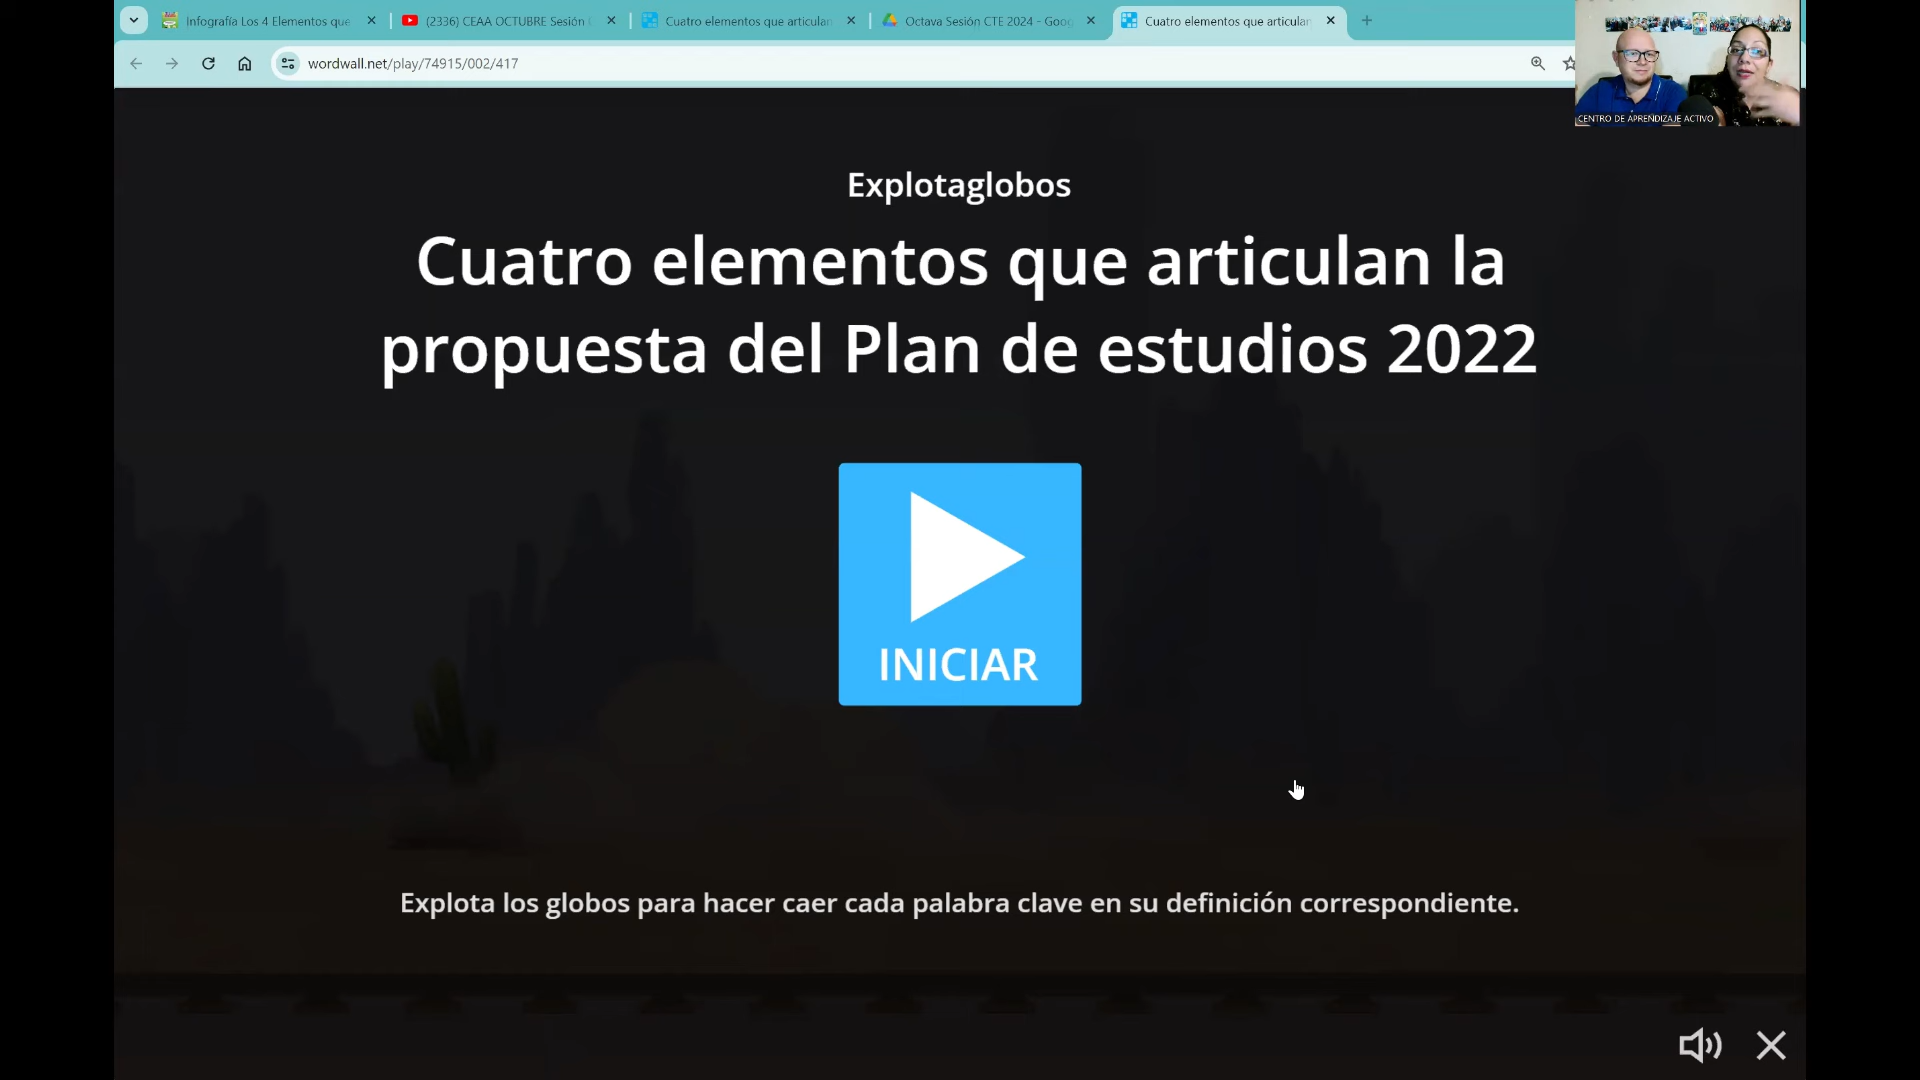 Infografía Los 4 Elementos que
(2336) CEAA OCTUBRE Sesión
Cuatro elementos que articulan
Octava Sesión CTE 2024 - Goog
Cuatro elementos que articulan
wordwall.net/play/74915/002/417
CENTRO DE APRENDIZAJE ACTIVO
Explotaglobos
Cuatro elementos que articulan la
propuesta del Plan de estudios 2022
INICIAR
Explota los globos para hacer caer cada palabra clave en su definición correspondiente.